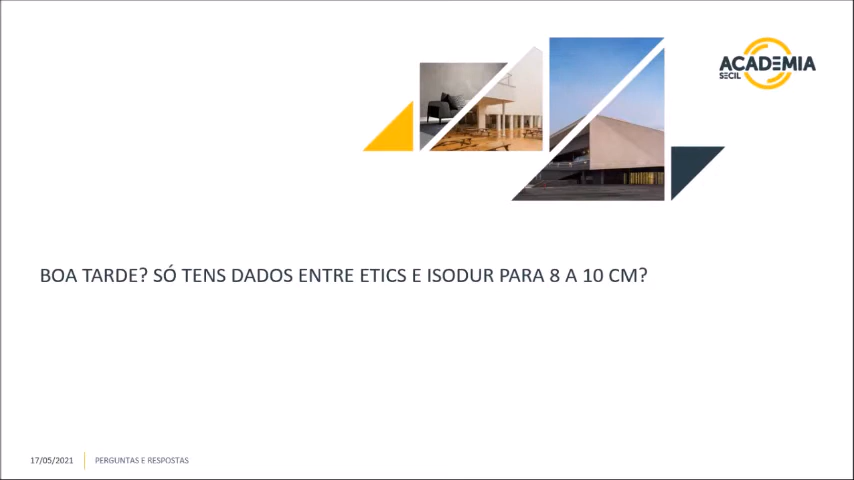 ACADEMIA
SECIL
BOA TARDE? SÓ TENS DADOS ENTRE ETICS E ISODUR PARA 8 A 10 CM?
17/05/2021 PERGUNTAS E RESPOSTAS